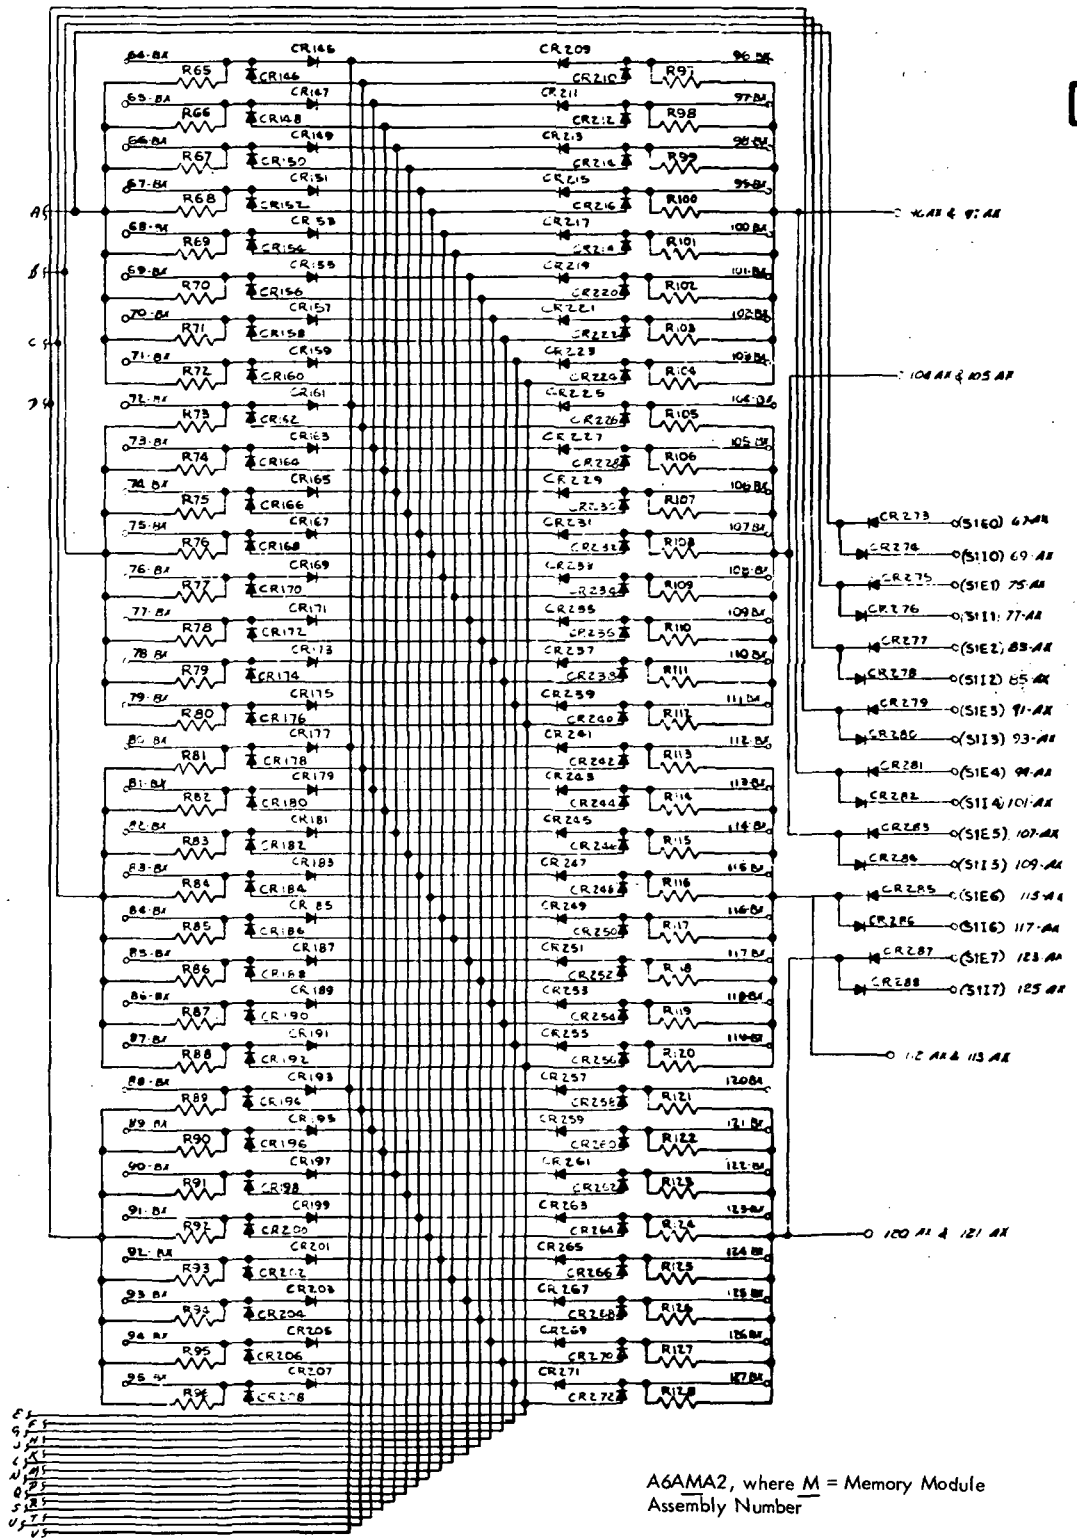 64-BX CR145 CR209 96-BX
R65 CR146 CR210 R97
65-BX CR147 CR211 97-BX
R66 CR148 CR212 R98
66-BX CR149 CR213 98-BX
R67 CR150 CR214 R99
67-BX CR151 CR215 99-BX
A R68 CR152 CR216 R100 & 97 AX
68-BX CR 53 CR217 100-BX
R69 CR154 CR214 R101
B 69-BX CR155 CR219 101-BX
R70 CR156 CR220 R102
70-BX CR157 CR221 102-BX
C R71 CR158 CR222 R103
71-BX CR159 CR223 103-BX
R72 CR160 CR224 R104 104 AX & 105 AX
72-BX CR161 CR225 104-BX
R73 CR162 CR226 R105
73-BX CR163 CR227 105-BX
R74 CR164 CR228 R106
74-BX CR165 CR229 106-BX
R75 CR166 CR230 R107
75-BX CR167 CR231 107-BX CR273 (S1E0) 67-AX
R76 CR168 CR232 R108 CR274 (S1I0) 69-AX
76-BX CR169 CR233 108-BX CR275 (S1E1) 75-AX
R77 CR170 CR234 R109
77-BX CR171 CR235 109-BX CR276 (S1I1) 77-AX
R78 CR172 CR236 R110 CR277 (S1E2) 83-AX
78-BX CR173 CR237 110-BX
R79 CR174 CR238 R111 CR278 (S1I2) 85-AX
79-BX CR175 CR239 111-BX CR279 (S1E3) 91-AX
R80 CR176 CR240 R112
80-BX CR177 CR241 112-BX CR280 (S1I3) 93-AX
R81 CR178 CR242 R113 CR281 (S1E4) 99-AX
81-BX CR179 CR243 113-BX
R82 CR180 CR244 R114 CR282 (S1I4) 101-AX
82-BX CR181 CR245 114-BX CR283 (S1E5) 107-AX
R83 CR182 CR246 R115
83-BX CR183 CR247 115-BX CR284 (S1I5) 109-AX
R84 CR184 CR248 R116 CR285 (S1E6) 115-AX
84-BX CR 85 CR249 116-BX
R85 CR186 CR250 R117 CR286 (S1I6) 117-AX
85-BX CR187 CR251 117-BX CR287 (S1E7) 123-AX
R86 CR188 CR252 R118
86-BX CR189 CR253 118-BX CR288 (S1I7) 125-AX
R87 CR190 CR254 R119
87-BX CR191 CR255 119-BX
R88 CR192 CR256 R120 112 AX & 113 AX
88-BX CR193 CR257 120BX
R89 CR194 CR258 R121
89-BX CR195 CR259 121-BX
R90 CR196 CR260 R122
90-BX CR197 CR261 122-BX
R91 CR198 CR262 R123
91-BX CR199 CR263 123-BX
R92 CR200 CR264 R124 120 AX & 121 AX
92-BX CR201 CR265 124-BX
R93 CR202 CR266 R125
93-BX CR203 CR267 125-BX
R94 CR204 CR268 R126
94-BX CR205 CR269 126-BX
R95 CR206 CR270 R127
95-BX CR207 CR271 127-BX
R96 CR208 CR272 R128
E
F
G
H
J
K
L
M
N
P
Q
R
S
T
U
V
A6AMA2, where M = Memory Module
Assembly Number